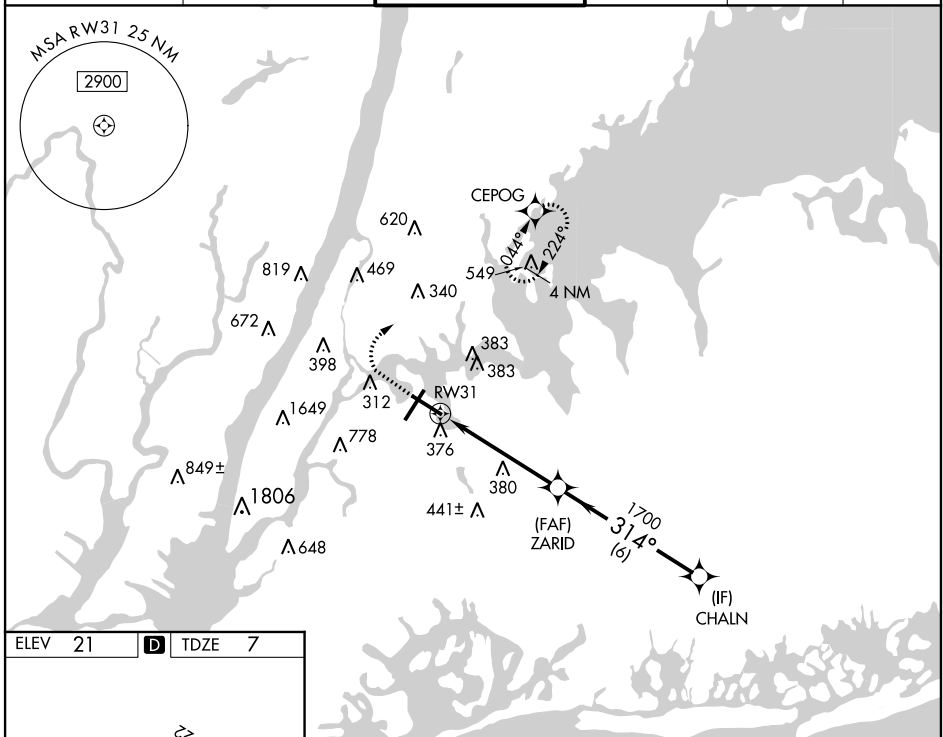 MSA RW31 25 NM
2900
CEPOG
620
044°
224°
819
469
549
340
4 NM
672
398
383
383
312
RW31
1649
376
778
849±
380
1806
441±
(FAF)
ZARID
1700
314°
(6)
648
(IF)
CHALN
ELEV 21 D TDZE 7
22